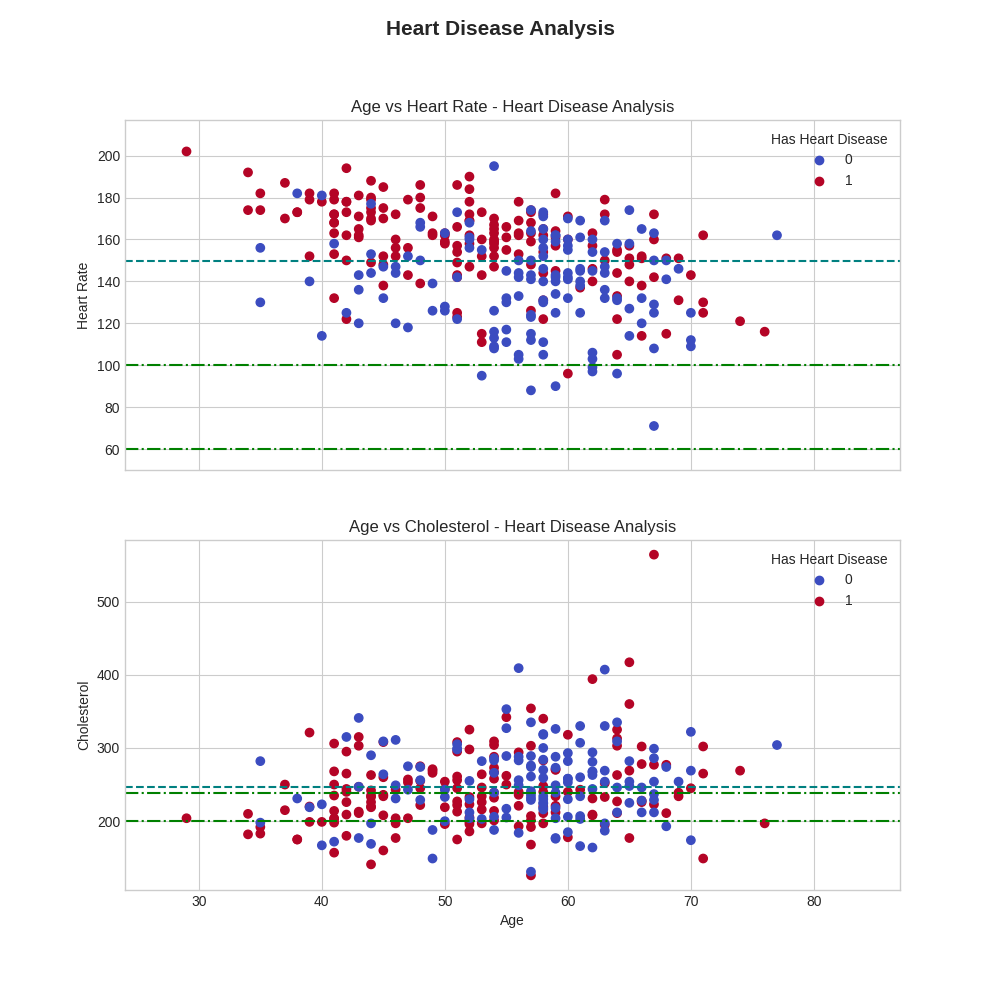 Heart Disease Analysis
Age vs Heart Rate - Heart Disease Analysis
Has Heart Disease
0
1
Heart Rate
200
180
160
140
120
100
80
60
Age vs Cholesterol - Heart Disease Analysis
Has Heart Disease
0
1
Cholesterol
500
400
300
200
30 40 50 60 70 80
Age